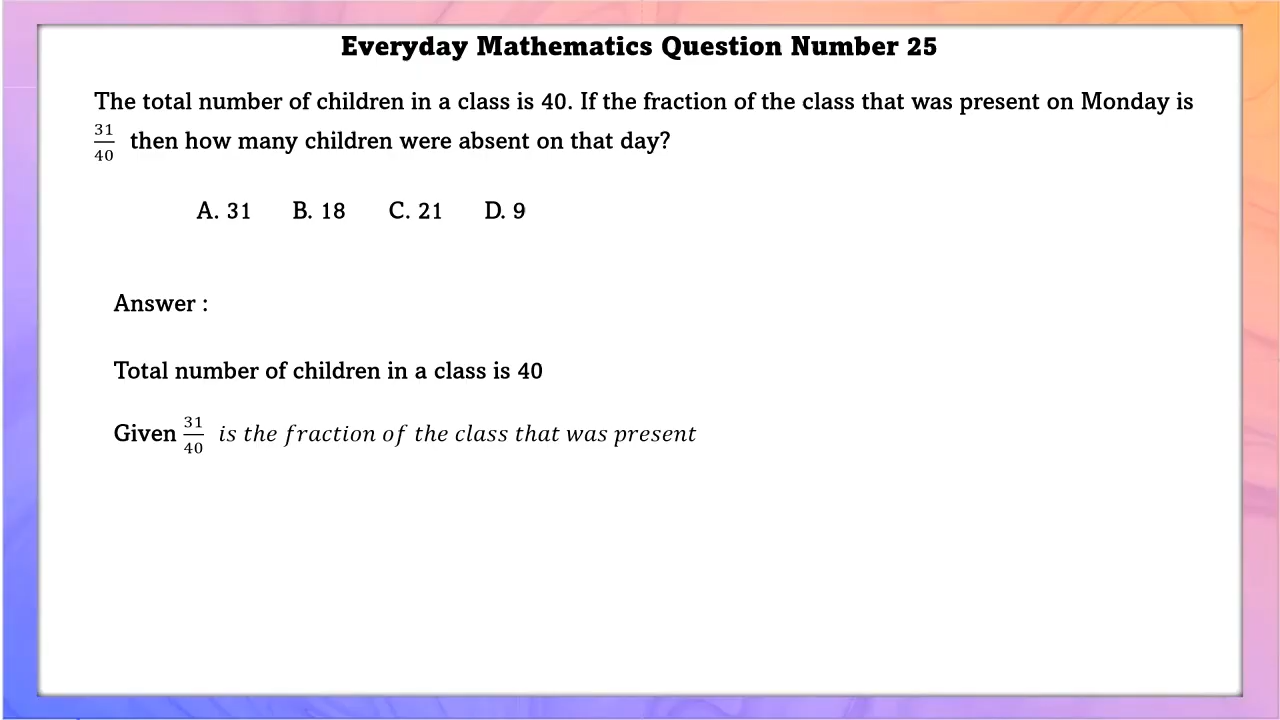 Everyday Mathematics Question Number 25
The total number of children in a class is 40. If the fraction of the class that was present on Monday is
31/40 then how many children were absent on that day?
A. 31 B. 18 C. 21 D. 9
Answer :
Total number of children in a class is 40
Given 31/40 is the fraction of the class that was present